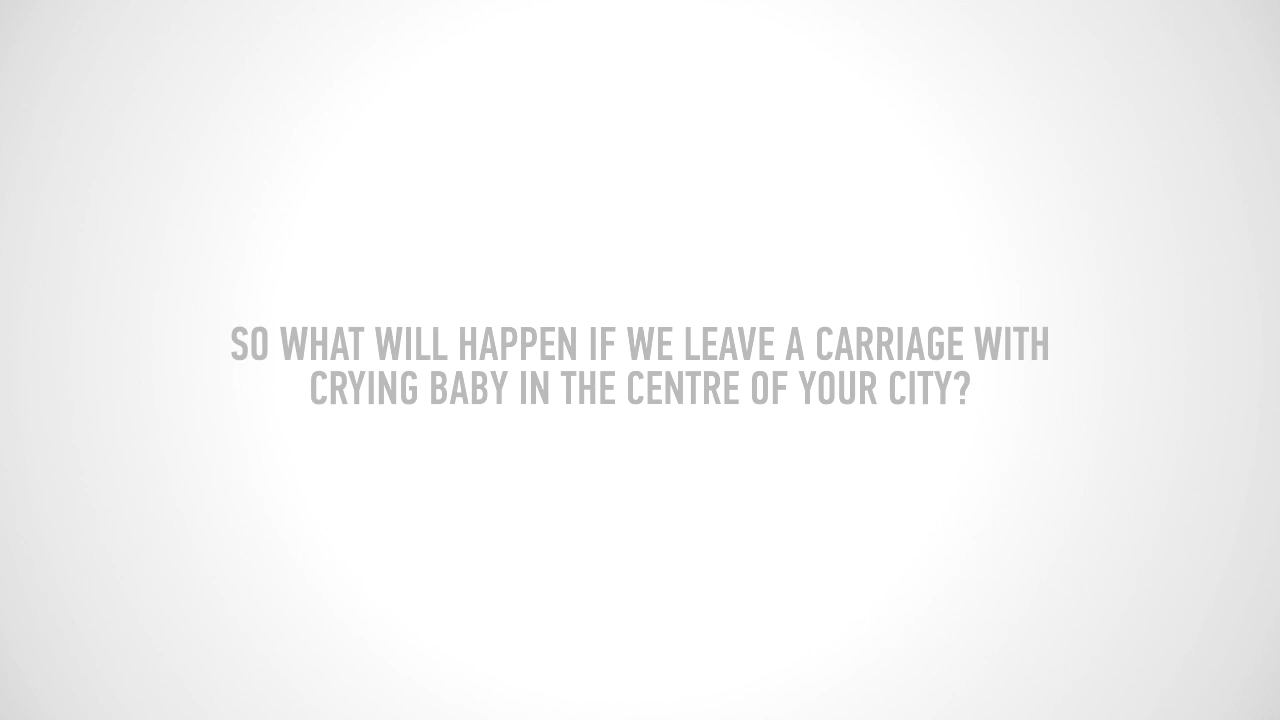 SO WHAT WILL HAPPEN IF WE LEAVE A CARRIAGE WITH
CRYING BABY IN THE CENTRE OF YOUR CITY?